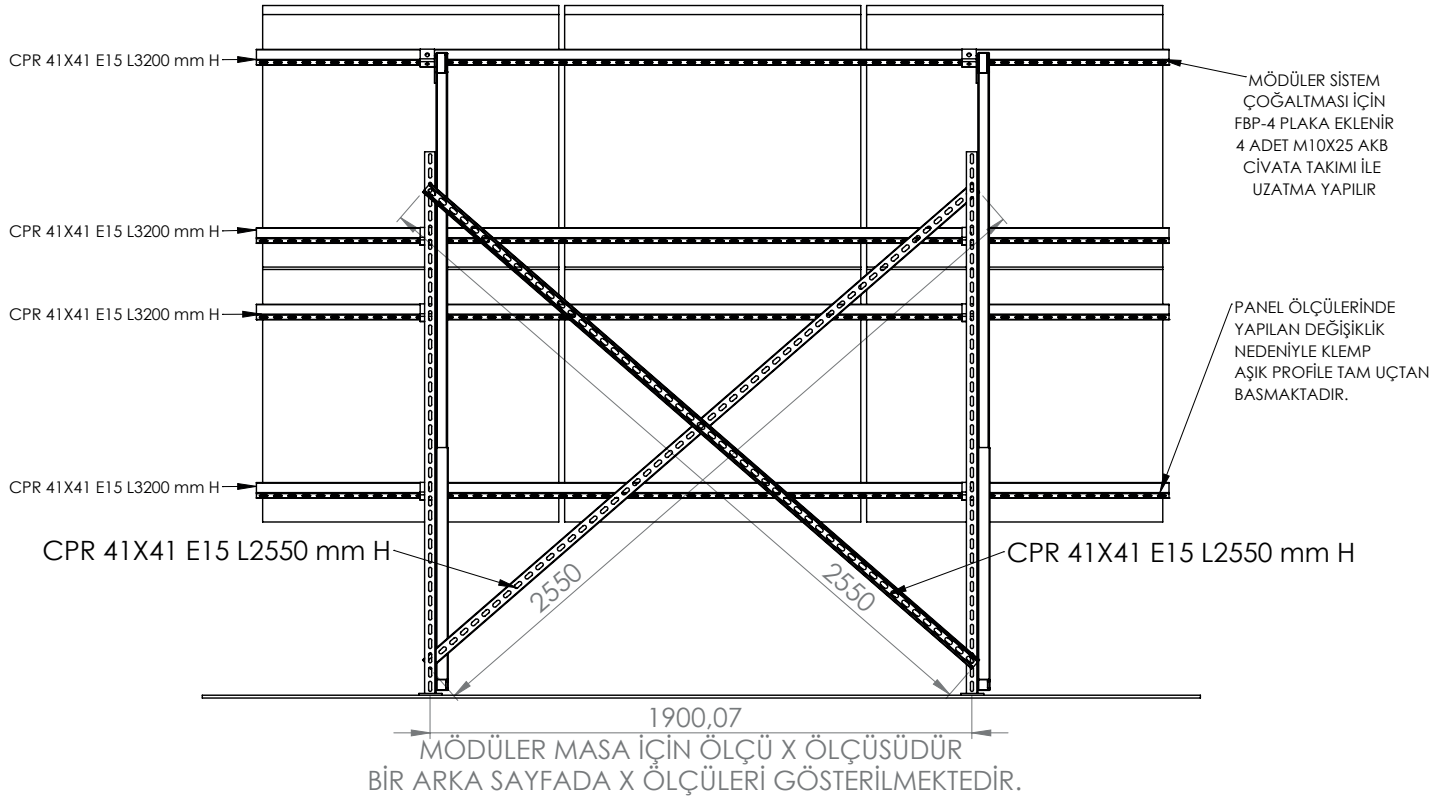 CPR 41X41 E15 L3200 mm H
MÖDÜLER SİSTEM
ÇOĞALTMASI İÇİN
FBP-4 PLAKA EKLENİR
4 ADET M10X25 AKB
CİVATA TAKIMI İLE
UZATMA YAPILIR
CPR 41X41 E15 L3200 mm H
CPR 41X41 E15 L3200 mm H
PANEL ÖLÇÜLERİNDE
YAPILAN DEĞİŞİKLİK
NEDENİYLE KLEMP
AŞIK PROFİLE TAM UÇTAN
BASMAKTADIR.
CPR 41X41 E15 L3200 mm H
CPR 41X41 E15 L2550 mm H
CPR 41X41 E15 L2550 mm H
2550
2550
1900,07
MÖDÜLER MASA İÇİN ÖLÇÜ X ÖLÇÜSÜDÜR
BİR ARKA SAYFADA X ÖLÇÜLERİ GÖSTERİLMEKTEDİR.